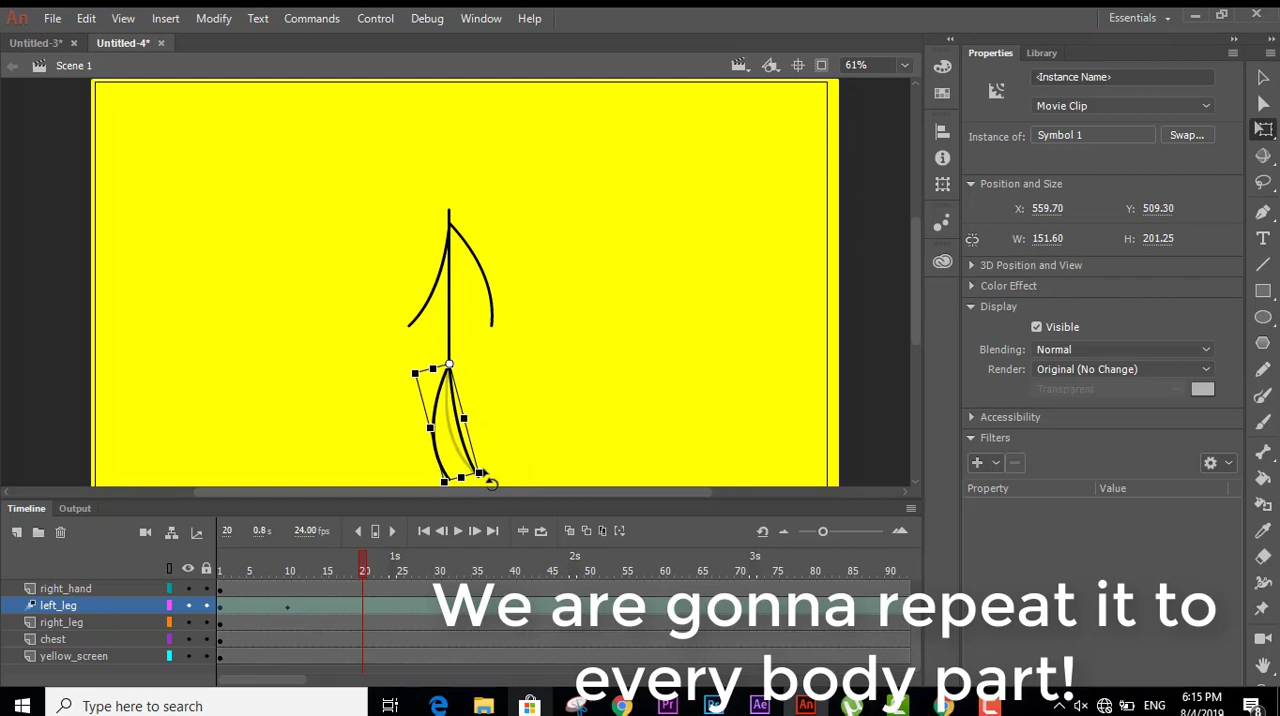 An File Edit View Insert Modify Text Commands Control Debug Window Help Essentials
Untitled-3* × Untitled-4* ×
Scene 1 61%
Properties Library
<Instance Name>
Movie Clip
Instance of: Symbol 1 Swap...
Position and Size
X: 559.70 Y: 509.30
W: 151.60 H: 201.25
3D Position and View
Color Effect
Display
Visible
Blending: Normal
Render: Original (No Change)
Transparent
Accessibility
Filters
Property Value
Timeline Output
20 0.8 s 24.00 fps
1s 2s 3s
1 5 10 15 20 25 30 35 40 45 50 55 60 65 70 75 80 85 90
right_hand
left_leg
right_leg
chest
yellow_screen
We are gonna repeat it to
every body part!
Type here to search
Pr Ae An
ENG
6:15 PM
8/4/2019